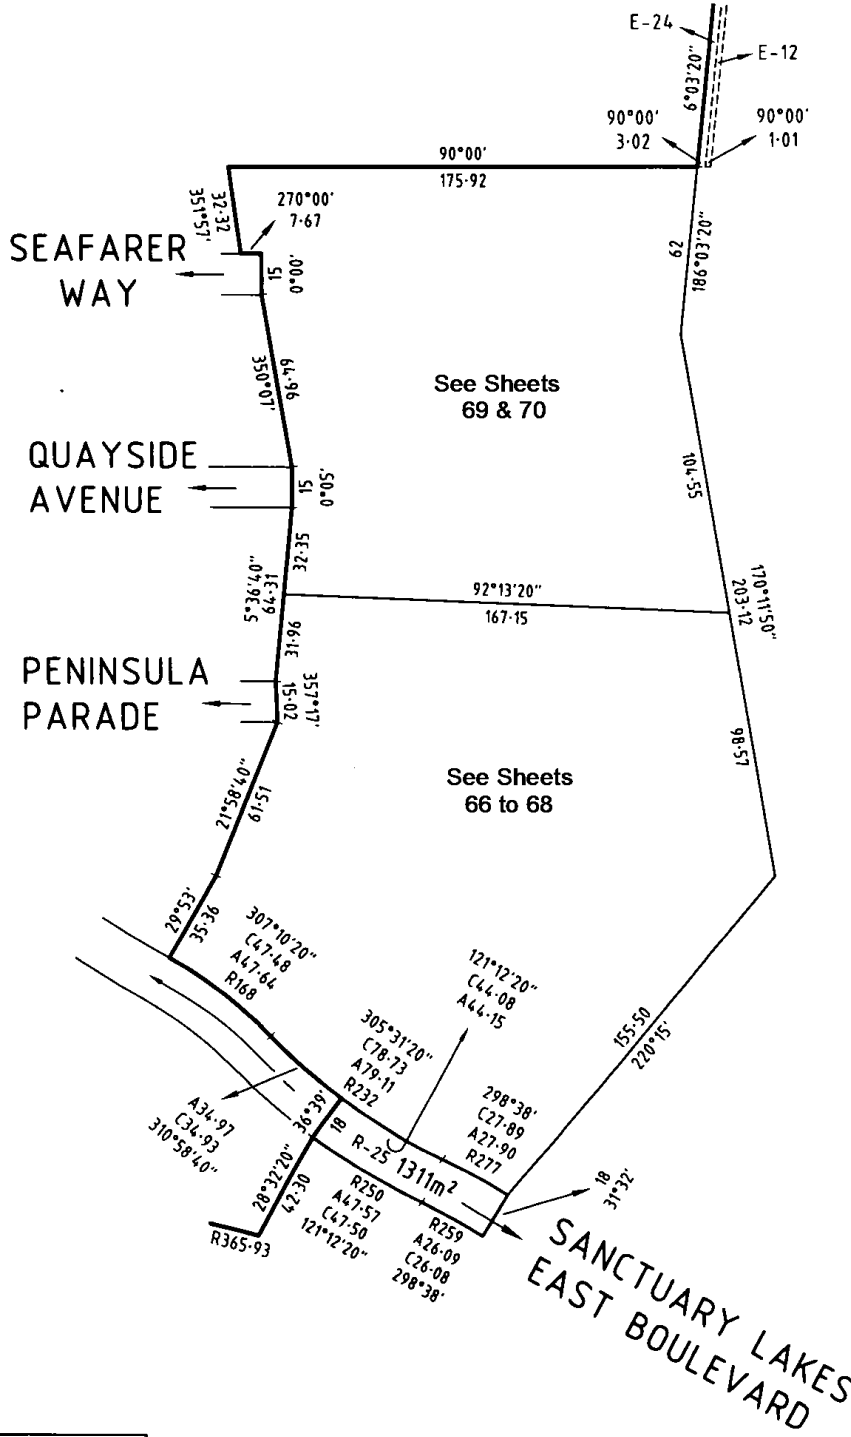 E-24
E-12
6°03'20"
90°00'
3·02
90°00'
1·01
90°00'
175·92
32·32
351°57'
270°00'
7·67
SEAFARER
WAY
15
0°00'
62
186°03'20"
64·96
350°07'
See Sheets
69 & 70
QUAYSIDE
AVENUE
15
0°05'
104·55
32·35
5°36'40"
64·31
92°13'20"
167·15
170°11'50"
203·12
31·96
PENINSULA
PARADE
357°17'
15·02
98·57
See Sheets
66 to 68
21°58'40"
61·51
29°53'
35·36
307°10'20"
C47·48
A47·64
R168
121°12'20"
C44·08
A44·15
155·50
220°15'
305°31'20"
C78·73
A79·11
R232
298°38'
C27·89
A27·90
R277
A34·97
C34·93
310°58'40"
36°39'
18
R-25 1311m²
18
31°32'
28°32'20"
42·30
R250
A47·57
C47·50
121°12'20"
R259
A26·09
C26·08
298°38'
R365·93
SANCTUARY LAKES
EAST BOULEVARD